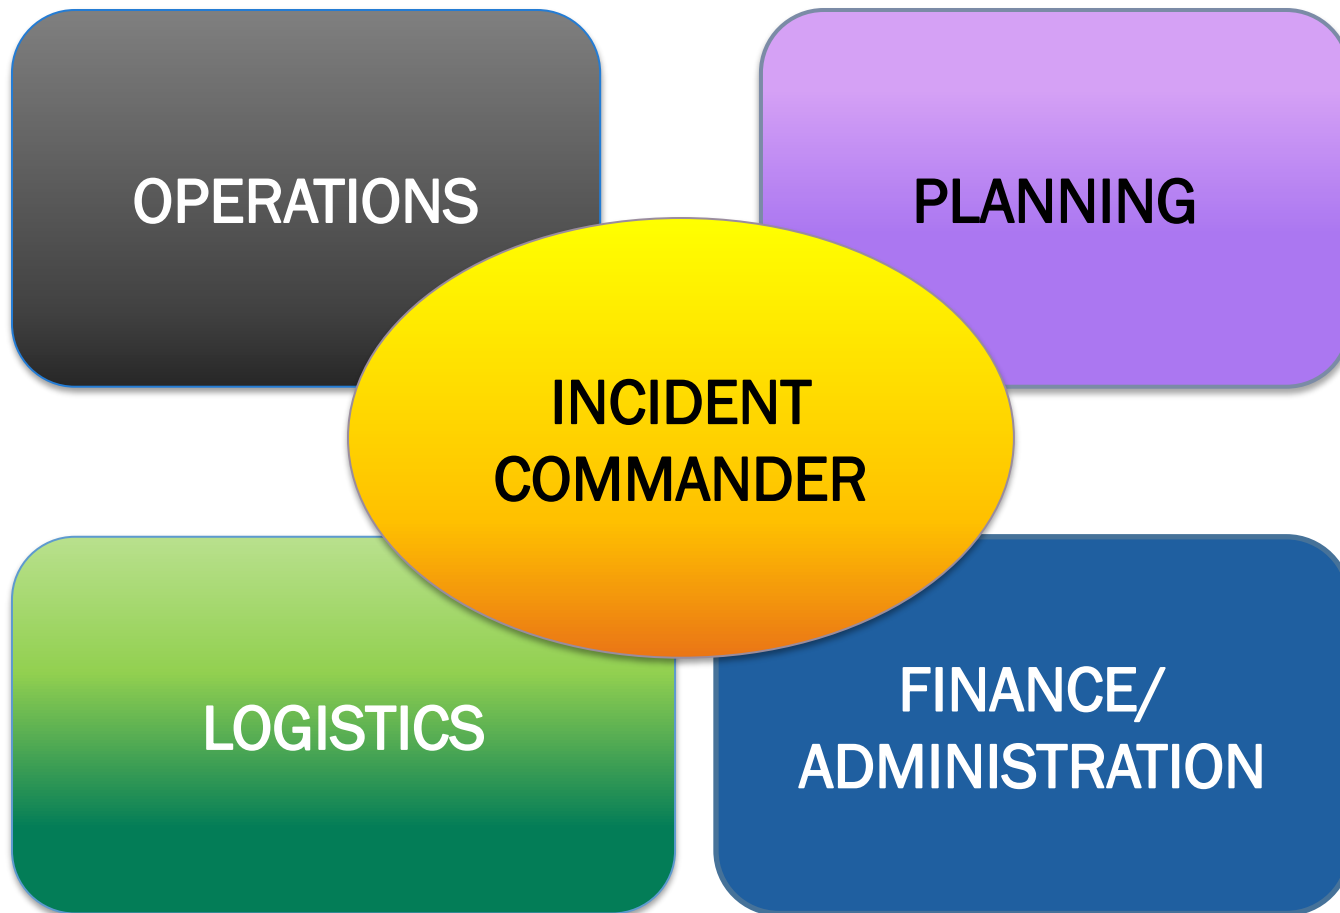 OPERATIONS
PLANNING
INCIDENT
COMMANDER
LOGISTICS
FINANCE/
ADMINISTRATION